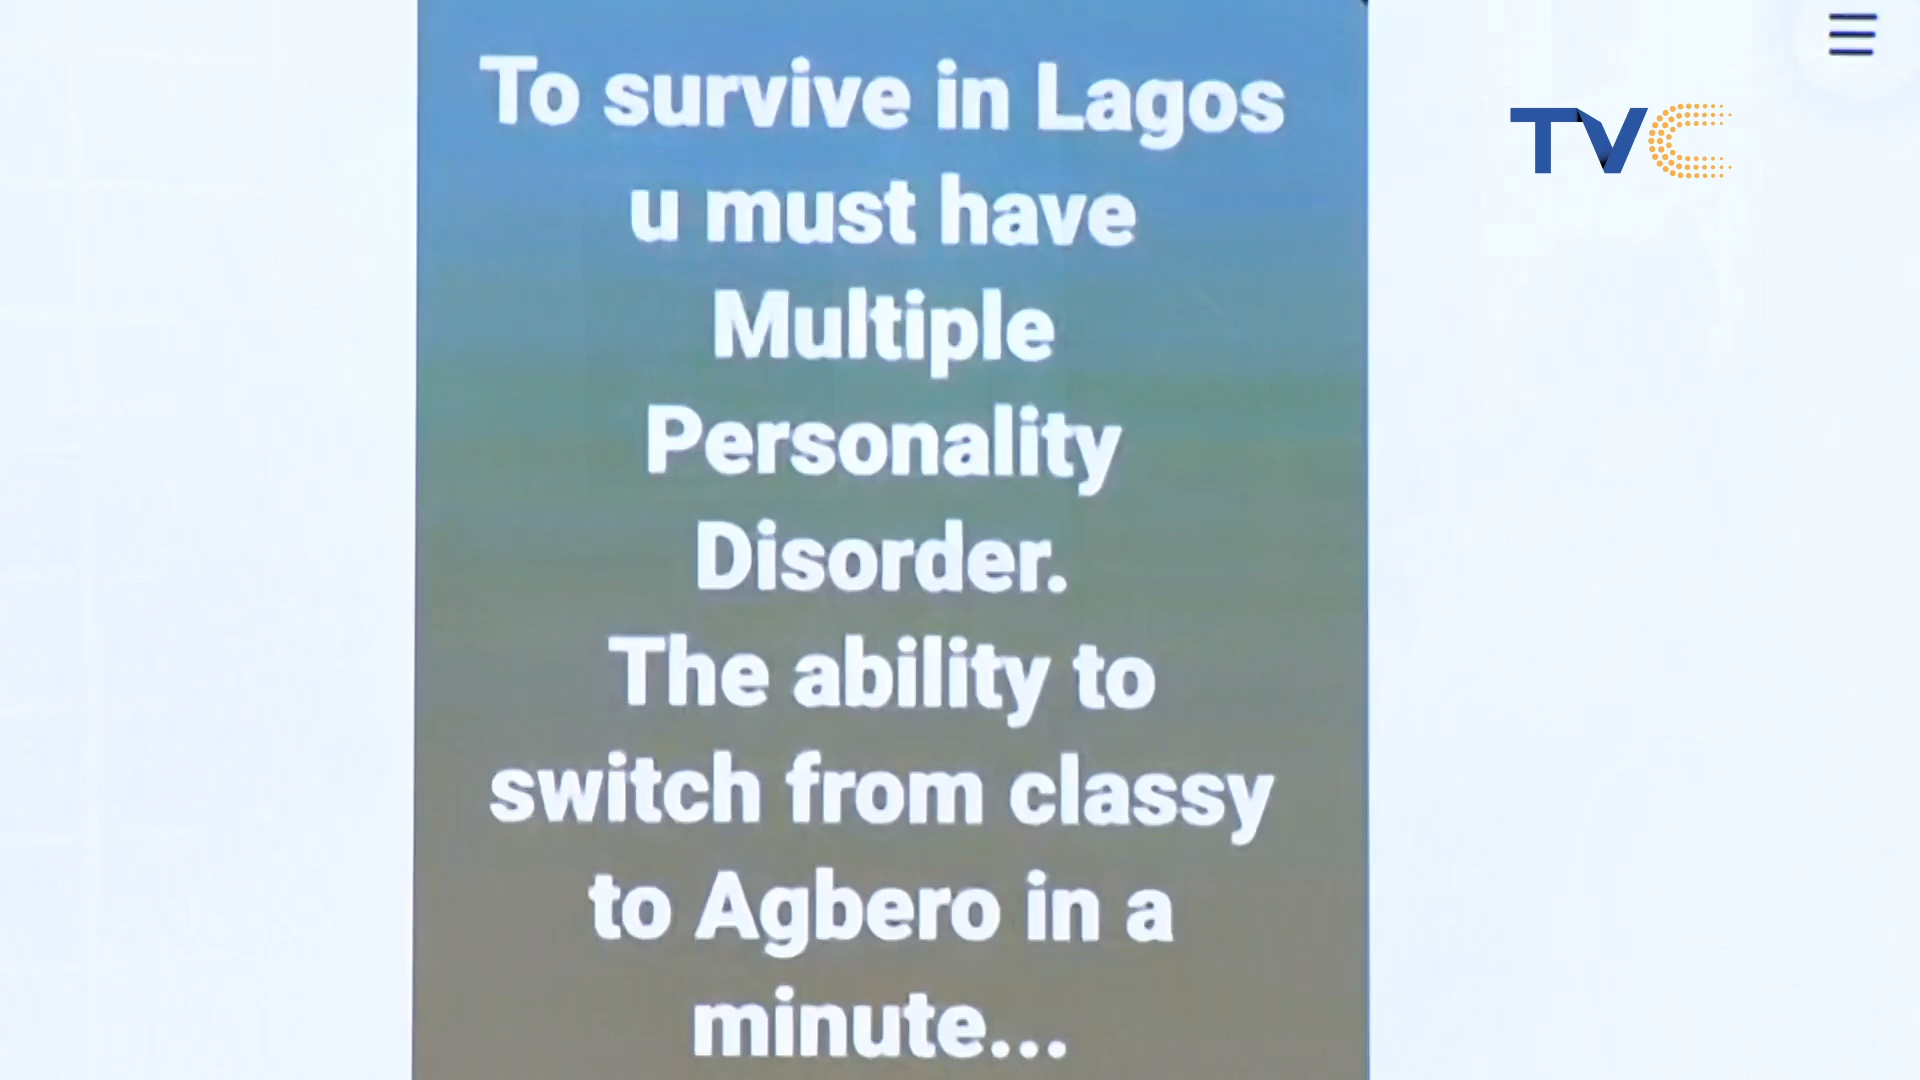 To survive in Lagos
u must have
Multiple
Personality
Disorder.
The ability to
switch from classy
to Agbero in a
minute...
TVC